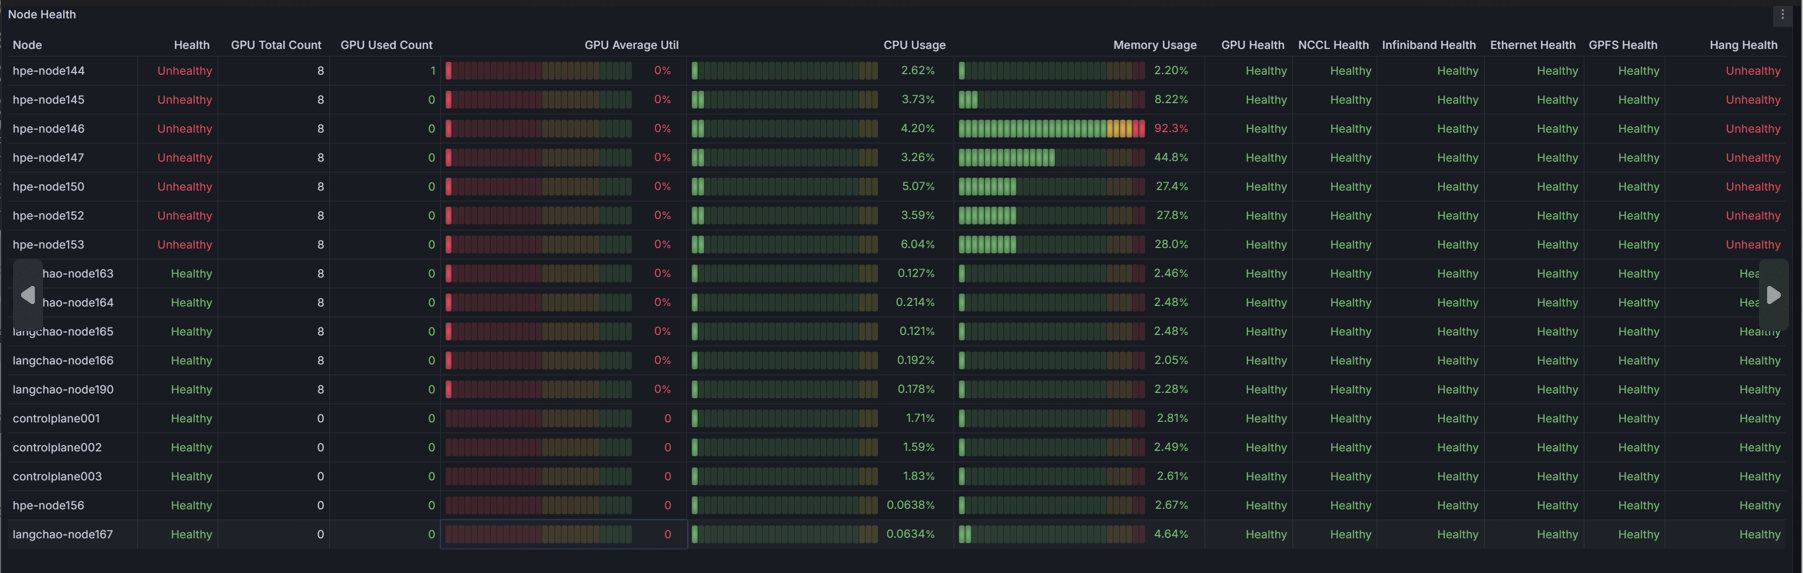 Node Health
Node Health GPU Total Count GPU Used Count GPU Average Util CPU Usage Memory Usage GPU Health NCCL Health Infiniband Health Ethernet Health GPFS Health Hang Health
hpe-node144 Unhealthy 8 1 0% 2.62% 2.20% Healthy Healthy Healthy Healthy Healthy Unhealthy
hpe-node145 Unhealthy 8 0 0% 3.73% 8.22% Healthy Healthy Healthy Healthy Healthy Unhealthy
hpe-node146 Unhealthy 8 0 0% 4.20% 92.3% Healthy Healthy Healthy Healthy Healthy Unhealthy
hpe-node147 Unhealthy 8 0 0% 3.26% 44.8% Healthy Healthy Healthy Healthy Healthy Unhealthy
hpe-node150 Unhealthy 8 0 0% 5.07% 27.4% Healthy Healthy Healthy Healthy Healthy Unhealthy
hpe-node152 Unhealthy 8 0 0% 3.59% 27.8% Healthy Healthy Healthy Healthy Healthy Unhealthy
hpe-node153 Unhealthy 8 0 0% 6.04% 28.0% Healthy Healthy Healthy Healthy Healthy Unhealthy
chao-node163 Healthy 8 0 0% 0.127% 2.46% Healthy Healthy Healthy Healthy Healthy Hea
chao-node164 Healthy 8 0 0% 0.214% 2.48% Healthy Healthy Healthy Healthy Healthy Hea
langchao-node165 Healthy 8 0 0% 0.121% 2.48% Healthy Healthy Healthy Healthy Healthy Healthy
langchao-node166 Healthy 8 0 0% 0.192% 2.05% Healthy Healthy Healthy Healthy Healthy Healthy
langchao-node190 Healthy 8 0 0% 0.178% 2.28% Healthy Healthy Healthy Healthy Healthy Healthy
controlplane001 Healthy 0 0 0 1.71% 2.81% Healthy Healthy Healthy Healthy Healthy Healthy
controlplane002 Healthy 0 0 0 1.59% 2.49% Healthy Healthy Healthy Healthy Healthy Healthy
controlplane003 Healthy 0 0 0 1.83% 2.61% Healthy Healthy Healthy Healthy Healthy Healthy
hpe-node156 Healthy 0 0 0 0.0638% 2.67% Healthy Healthy Healthy Healthy Healthy Healthy
langchao-node167 Healthy 0 0 0 0.0634% 4.64% Healthy Healthy Healthy Healthy Healthy Healthy